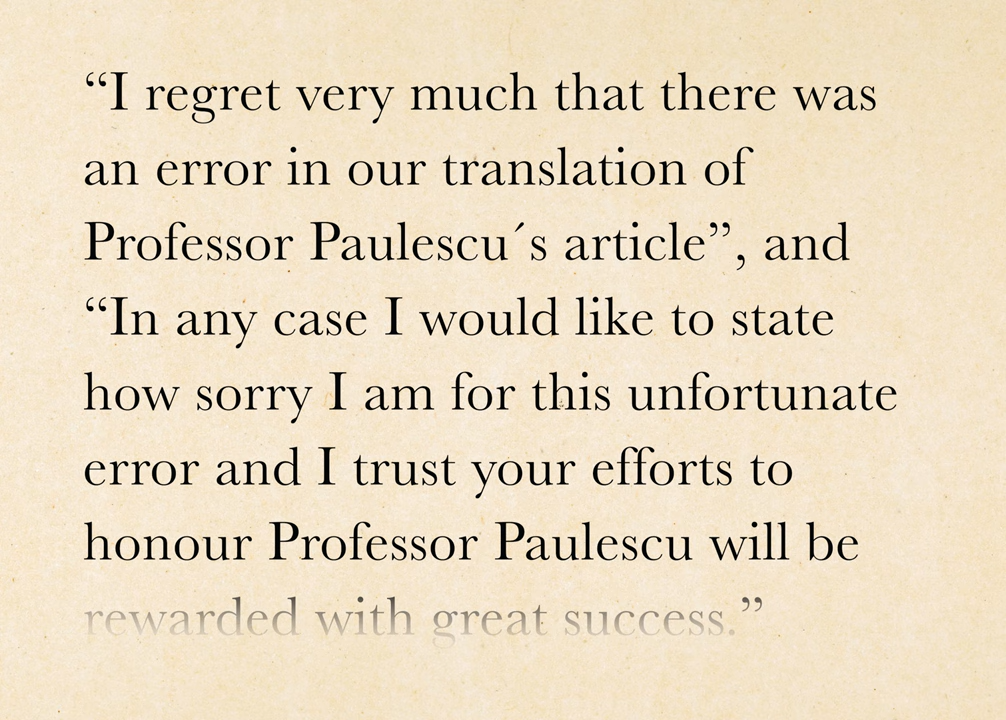 “I regret very much that there was
an error in our translation of
Professor Paulescu´s article”, and
“In any case I would like to state
how sorry I am for this unfortunate
error and I trust your efforts to
honour Professor Paulescu will be
rewarded with great success.”